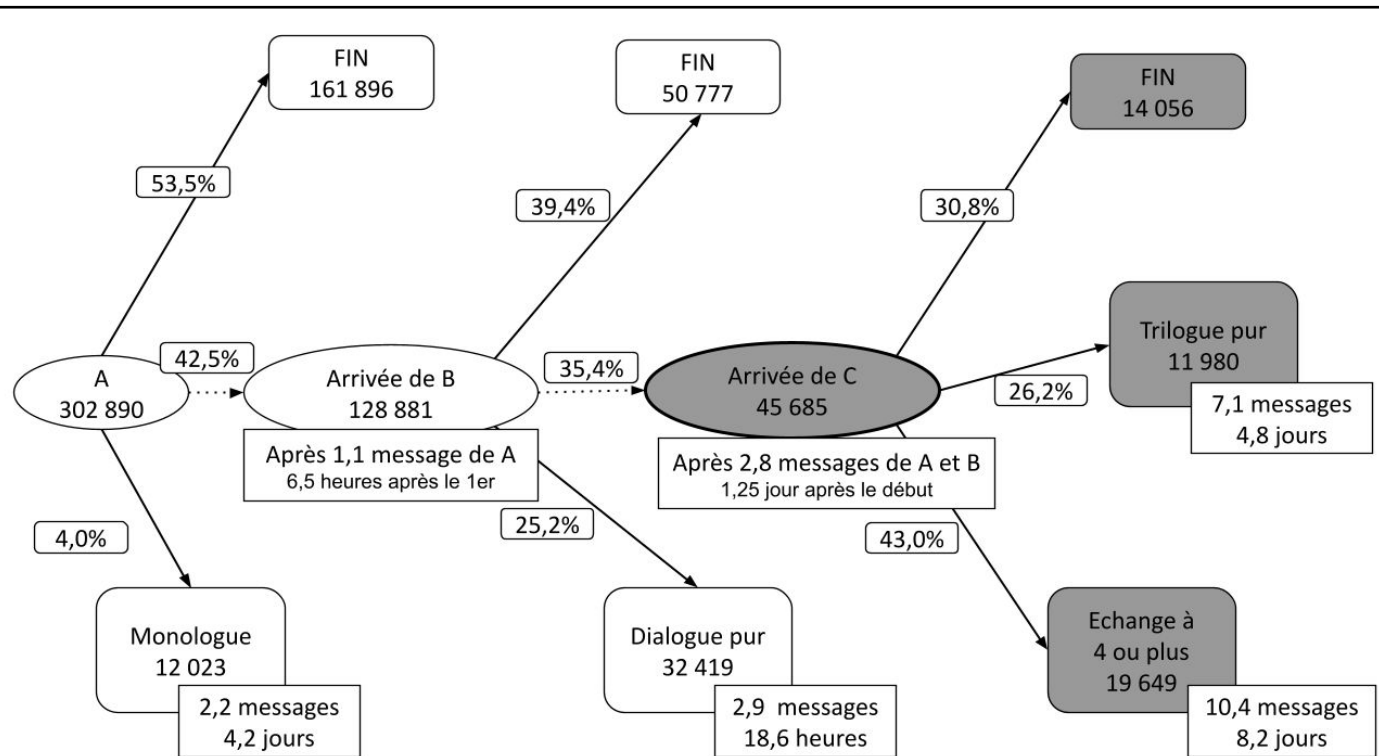 FIN
161 896
FIN
50 777
FIN
14 056
53,5%
39,4%
30,8%
A
302 890
42,5%
Arrivée de B
128 881
Après 1,1 message de A
6,5 heures après le 1er
35,4%
Arrivée de C
45 685
Après 2,8 messages de A et B
1,25 jour après le début
26,2%
Trilogue pur
11 980
7,1 messages
4,8 jours
4,0%
25,2%
43,0%
Monologue
12 023
2,2 messages
4,2 jours
Dialogue pur
32 419
2,9 messages
18,6 heures
Echange à
4 ou plus
19 649
10,4 messages
8,2 jours